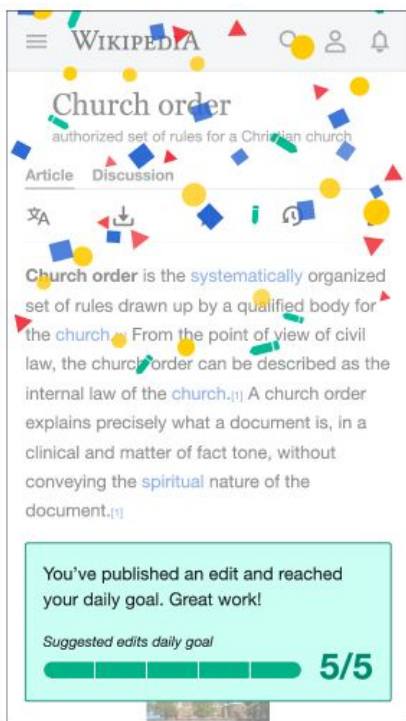 WIKIPEDIA
Church order
authorized set of rules for a Christian church
Article Discussion
Church order is the systematically organized
set of rules drawn up by a qualified body for
the church.[1] From the point of view of civil
law, the church order can be described as the
internal law of the church.[1] A church order
explains precisely what a document is, in a
clinical and matter of fact tone, without
conveying the spiritual nature of the
document.[1]
You've published an edit and reached
your daily goal. Great work!
Suggested edits daily goal
5/5